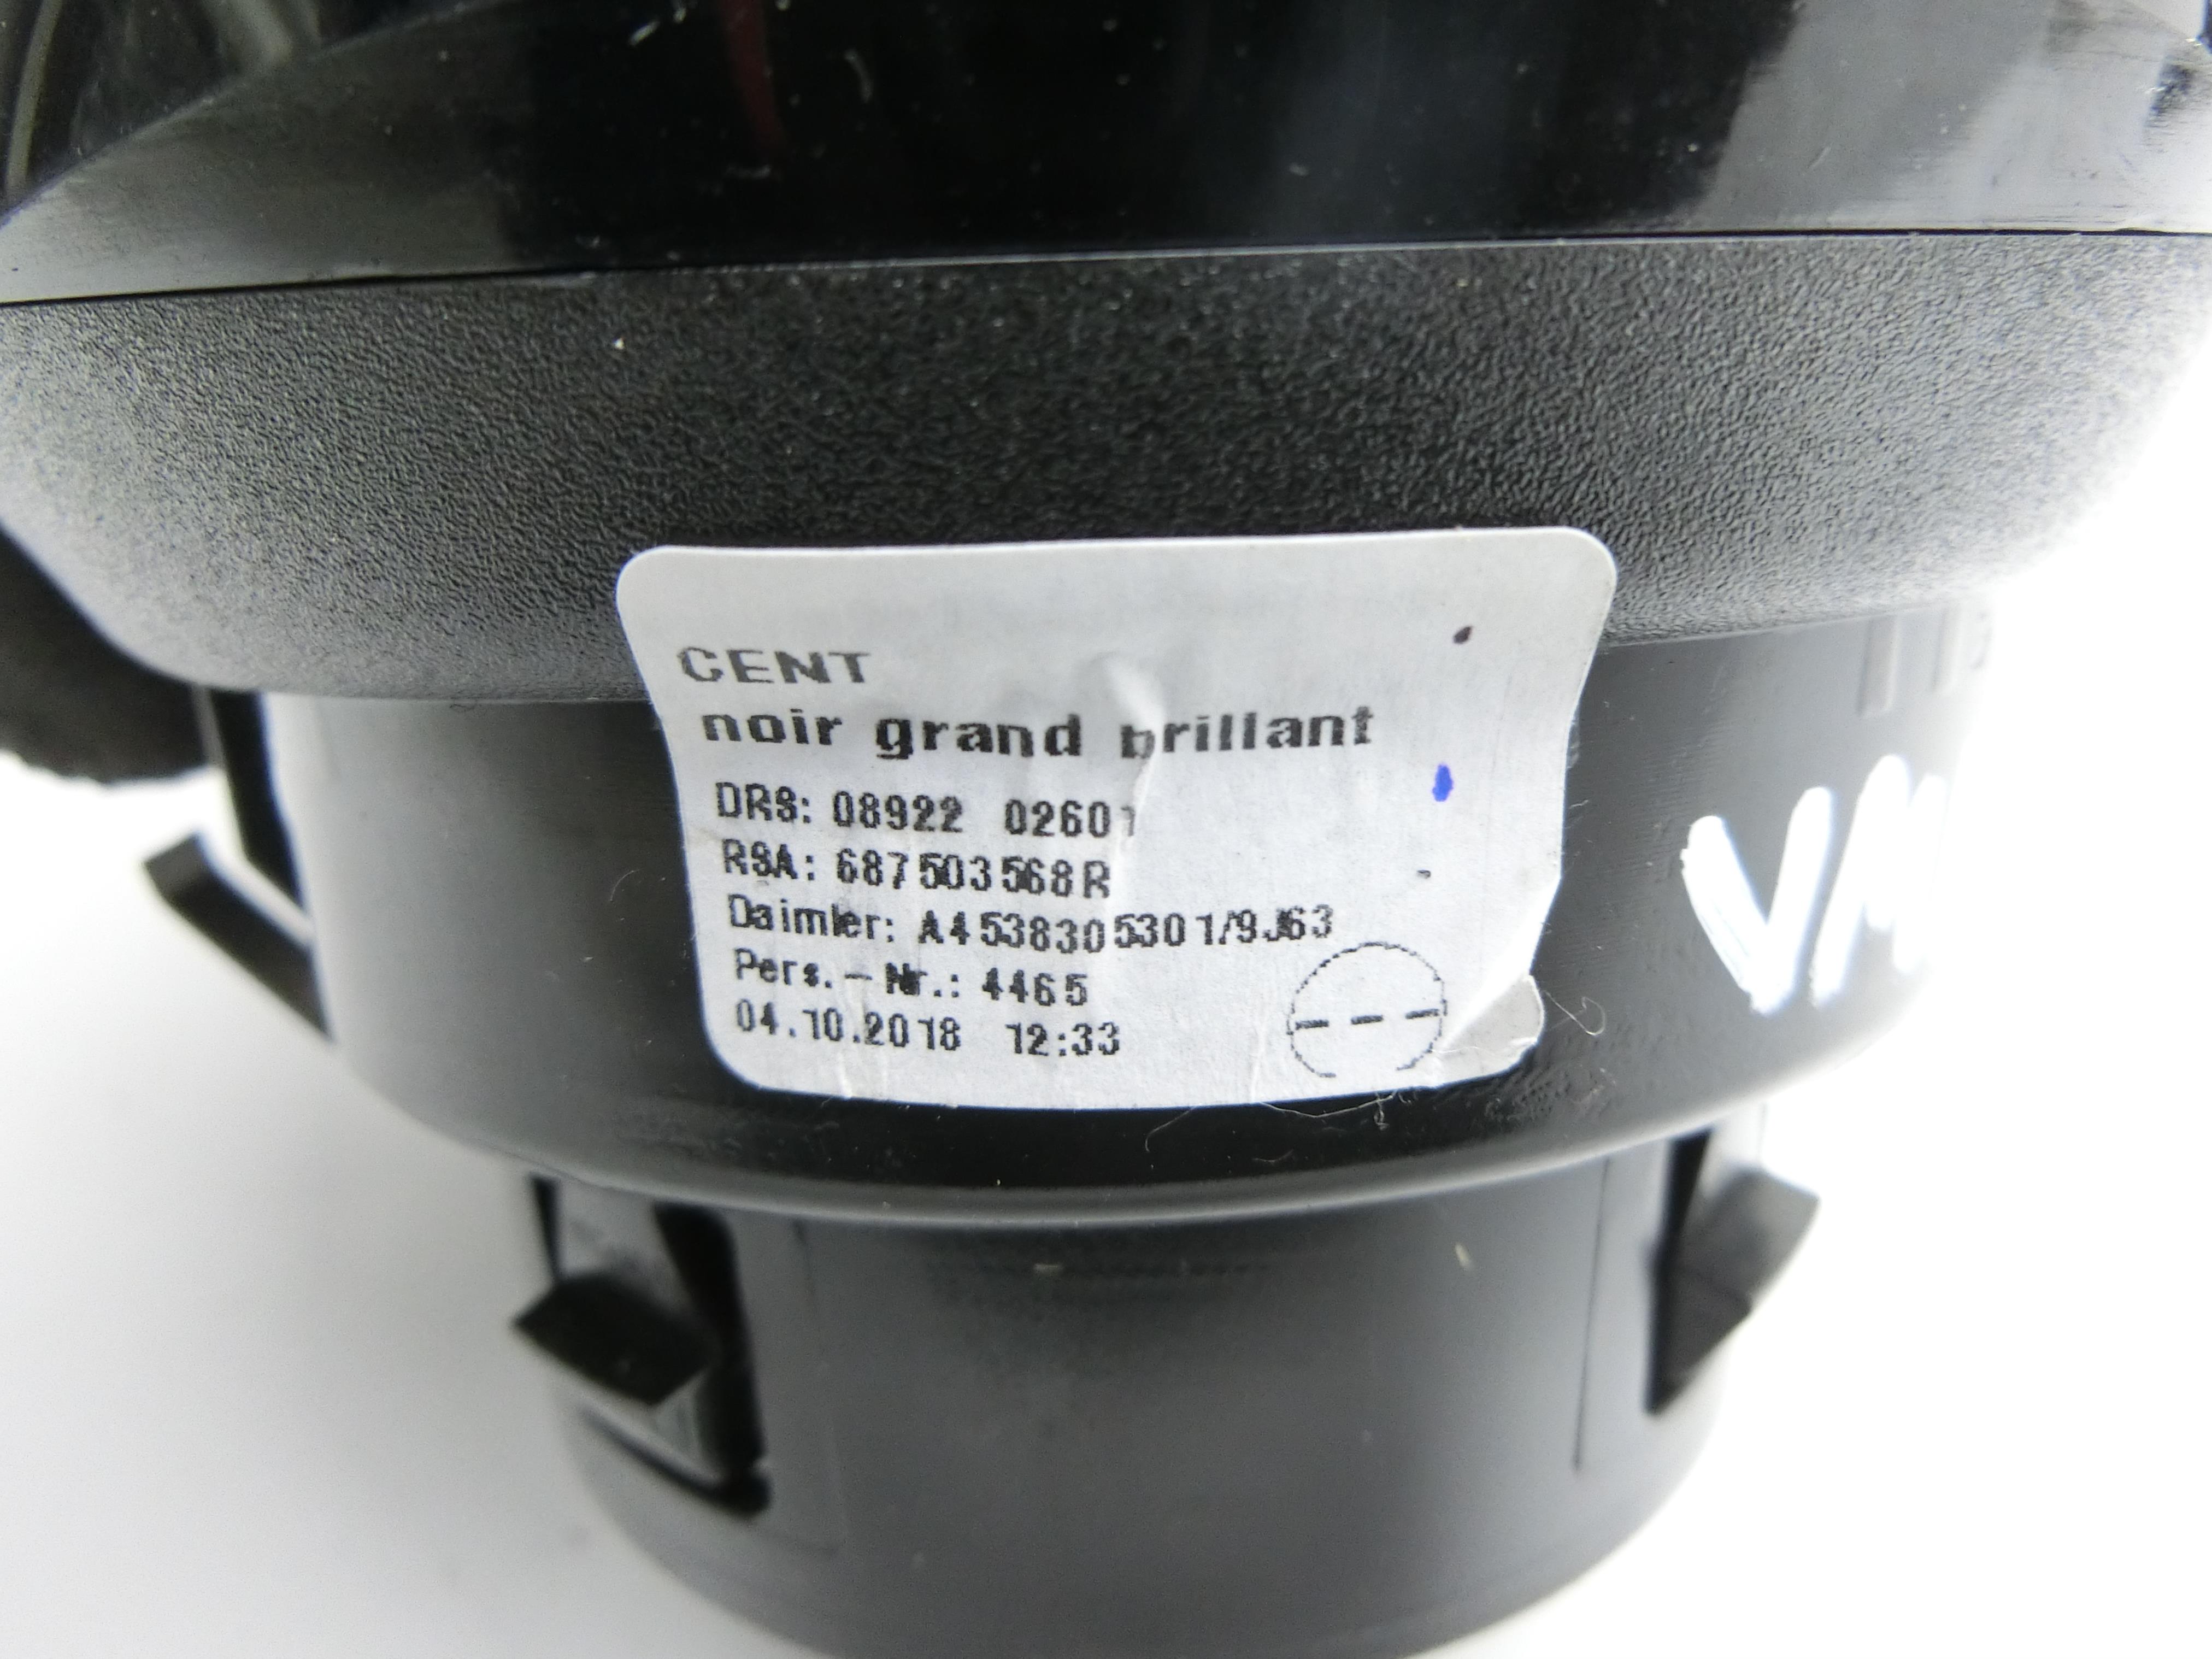 CENT
noir grand brillant
DRS: 08922 02601
RSA: 687503568R
Daimler: A4538305301/9J63
Pers.-Nr.: 4465
04.10.2018 12:33